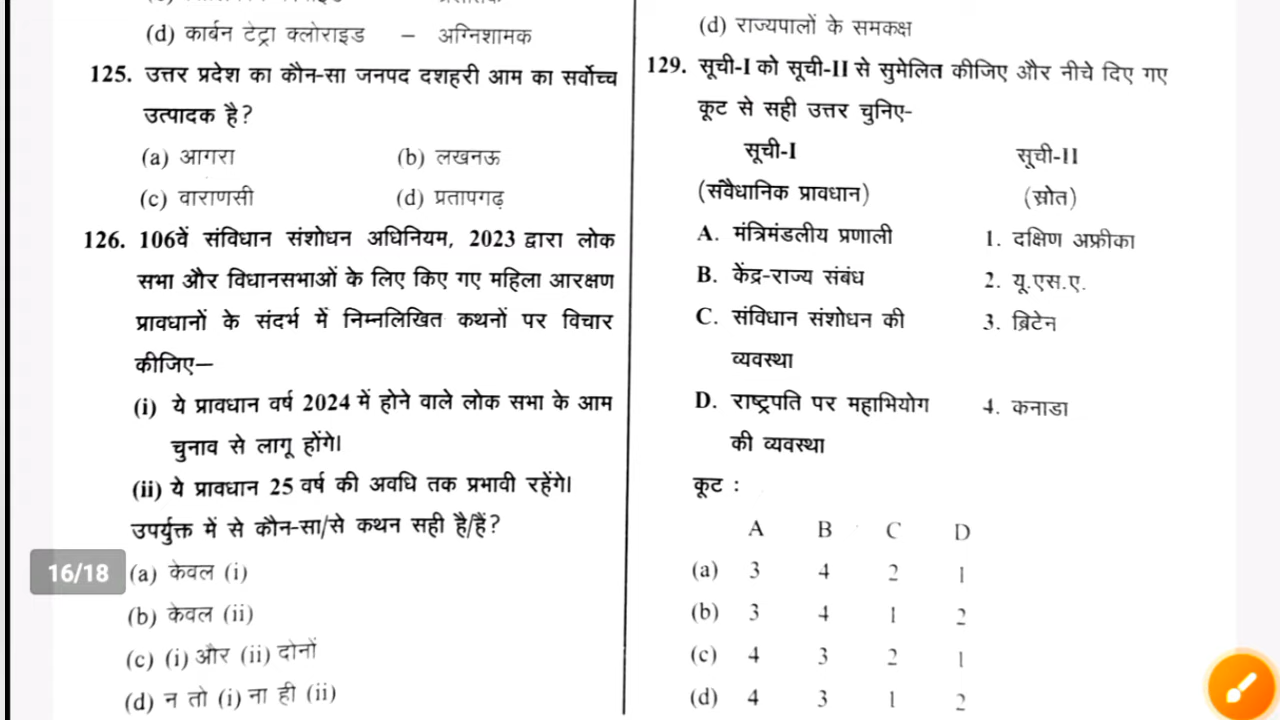 (d) कार्बन टेट्रा क्लोराइड – अग्निशामक
125. उत्तर प्रदेश का कौन-सा जनपद दशहरी आम का सर्वोच्च
उत्पादक है?
(a) आगरा (b) लखनऊ
(c) वाराणसी (d) प्रतापगढ़
126. 106वें संविधान संशोधन अधिनियम, 2023 द्वारा लोक
सभा और विधानसभाओं के लिए किए गए महिला आरक्षण
प्रावधानों के संदर्भ में निम्नलिखित कथनों पर विचार
कीजिए–
(i) ये प्रावधान वर्ष 2024 में होने वाले लोक सभा के आम
चुनाव से लागू होंगे।
(ii) ये प्रावधान 25 वर्ष की अवधि तक प्रभावी रहेंगे।
उपर्युक्त में से कौन-सा/से कथन सही है/हैं?
16/18
(a) केवल (i)
(b) केवल (ii)
(c) (i) और (ii) दोनों
(d) न तो (i) ना ही (ii)
(d) राज्यपालों के समकक्ष
129. सूची-I को सूची-II से सुमेलित कीजिए और नीचे दिए गए
कूट से सही उत्तर चुनिए-
सूची-I सूची-II
(संवैधानिक प्रावधान) (स्रोत)
A. मंत्रिमंडलीय प्रणाली 1. दक्षिण अफ्रीका
B. केंद्र-राज्य संबंध 2. यू.एस.ए.
C. संविधान संशोधन की 3. ब्रिटेन
व्यवस्था
D. राष्ट्रपति पर महाभियोग 4. कनाडा
की व्यवस्था
कूट :
A B C D
(a) 3 4 2 1
(b) 3 4 1 2
(c) 4 3 2 1
(d) 4 3 1 2